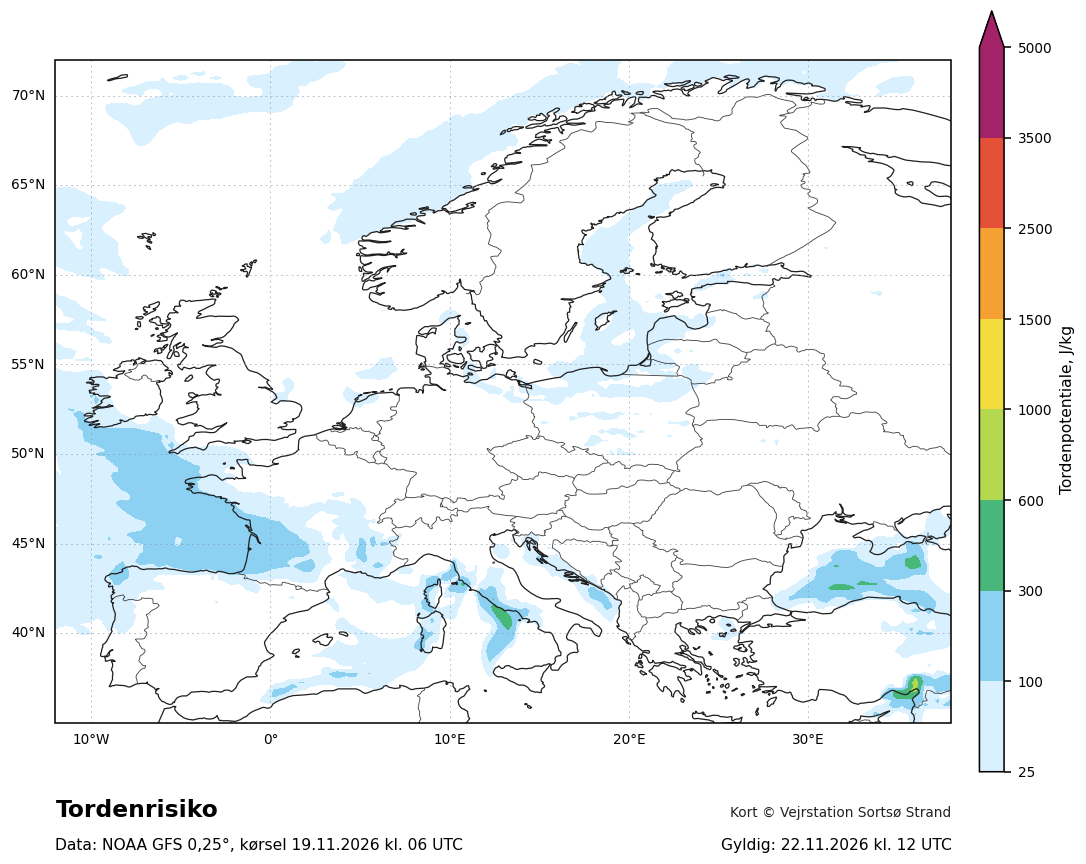 5000
3500
2500
1500
1000
600
300
100
25
Tordenpotentiale, J/kg
70°N
65°N
60°N
55°N
50°N
45°N
40°N
10°W
0°
10°E
20°E
30°E
Tordenrisiko
Kort © Vejrstation Sortsø Strand
Data: NOAA GFS 0,25°, kørsel 19.11.2026 kl. 06 UTC
Gyldig: 22.11.2026 kl. 12 UTC